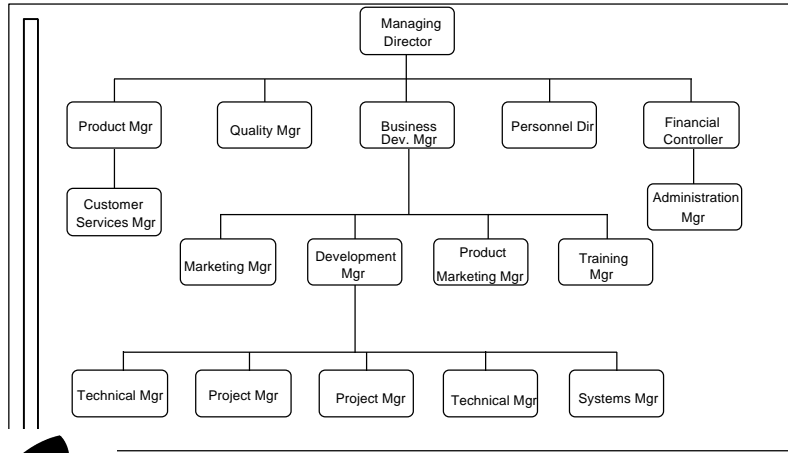 Managing
Director
Product Mgr
Quality Mgr
Business
Dev. Mgr
Personnel Dir
Financial
Controller
Customer
Services Mgr
Administration
Mgr
Marketing Mgr
Development
Mgr
Product
Marketing Mgr
Training
Mgr
Technical Mgr
Project Mgr
Project Mgr
Technical Mgr
Systems Mgr